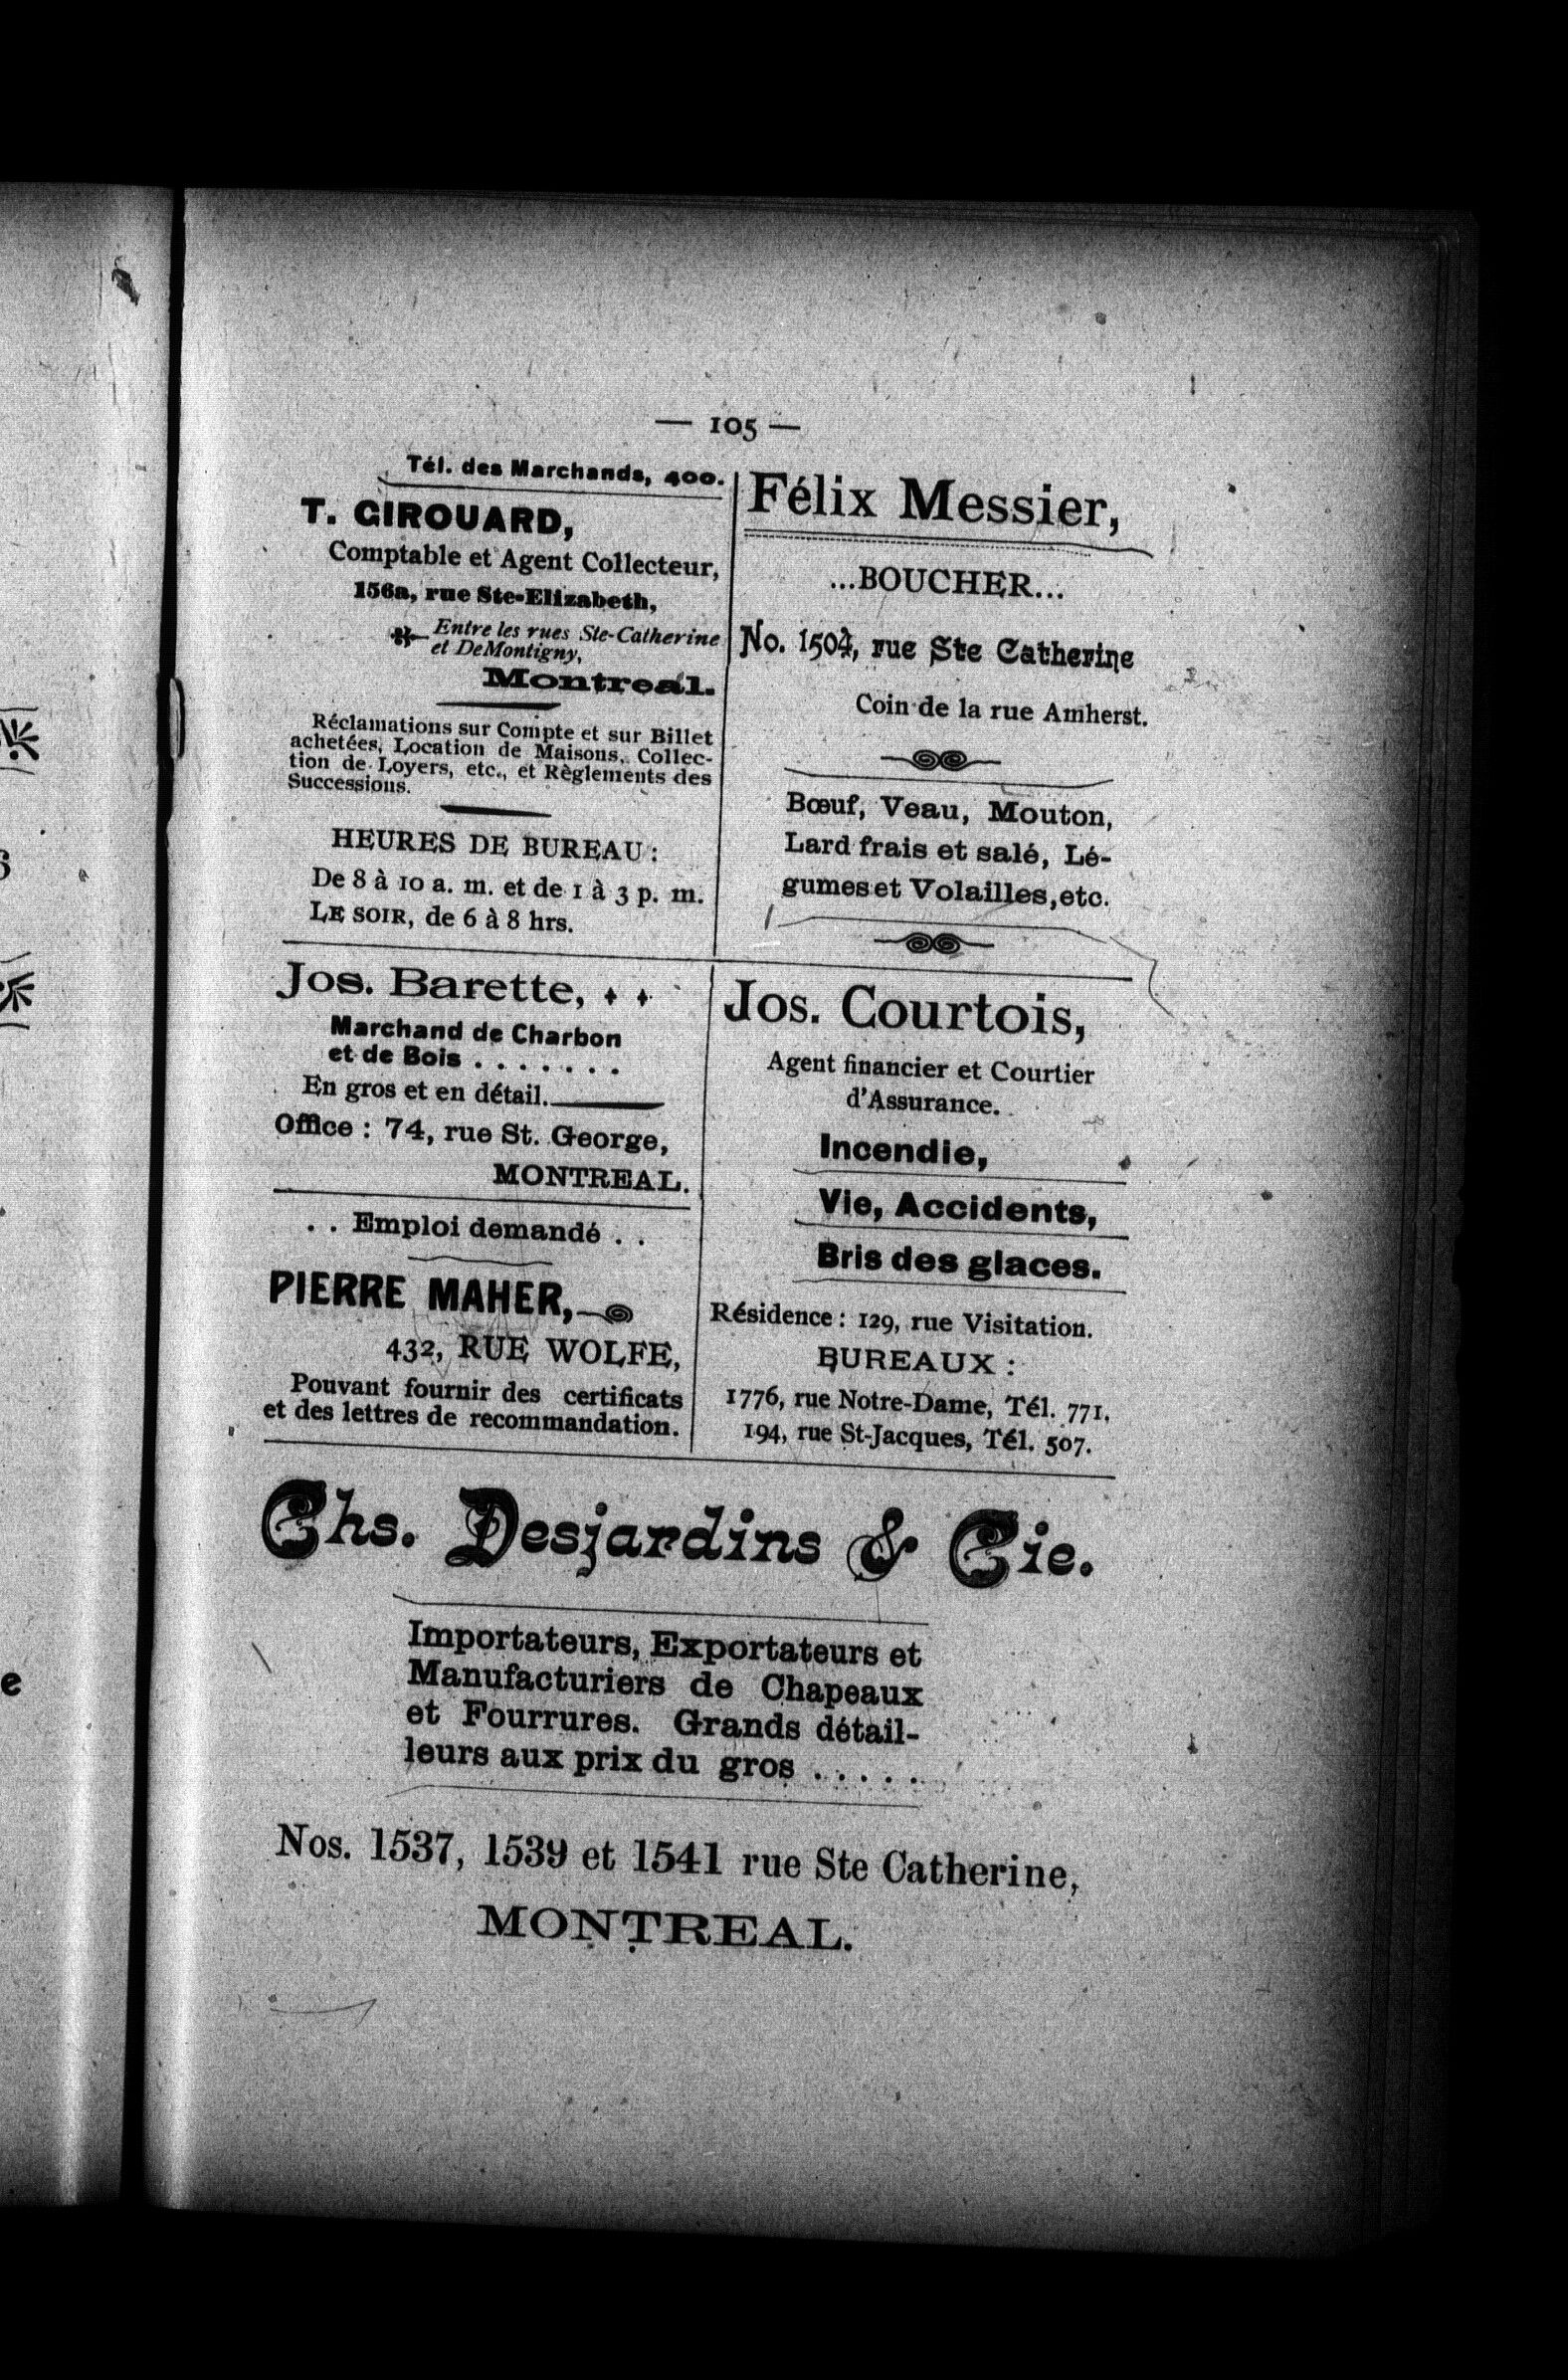 — 105 —
Tél. des Marchands, 400.
T. GIROUARD,
Comptable et Agent Collecteur,
156a, rue Ste-Elizabeth,
Entre les rues Ste-Catherine
et DeMontigny,
Montreal.
Réclamations sur Compte et sur Billet
achetées, Location de Maisons, Collec-
tion de Loyers, etc., et Règlements des
Successions.
HEURES DE BUREAU :
De 8 à 10 a. m. et de 1 à 3 p. m.
LE SOIR, de 6 à 8 hrs.
Félix Messier,
...BOUCHER...
No. 1504, rue Ste Catherine
Coin de la rue Amherst.
Bœuf, Veau, Mouton,
Lard frais et salé, Lé-
gumes et Volailles, etc.
Jos. Barette,
Marchand de Charbon
et de Bois . . . . . . .
En gros et en détail.
Office : 74, rue St. George,
MONTREAL.
. . Emploi demandé . .
PIERRE MAHER,
432, RUE WOLFE,
Pouvant fournir des certificats
et des lettres de recommandation.
Jos. Courtois,
Agent financier et Courtier
d'Assurance.
Incendie,
Vie, Accidents,
Bris des glaces.
Résidence : 129, rue Visitation.
BUREAUX :
1776, rue Notre-Dame, Tél. 771,
194, rue St-Jacques, Tél. 507.
Chs. Desjardins & Cie.
Importateurs, Exportateurs et
Manufacturiers de Chapeaux
et Fourrures. Grands détail-
leurs aux prix du gros . . . . .
Nos. 1537, 1539 et 1541 rue Ste Catherine,
MONTREAL.